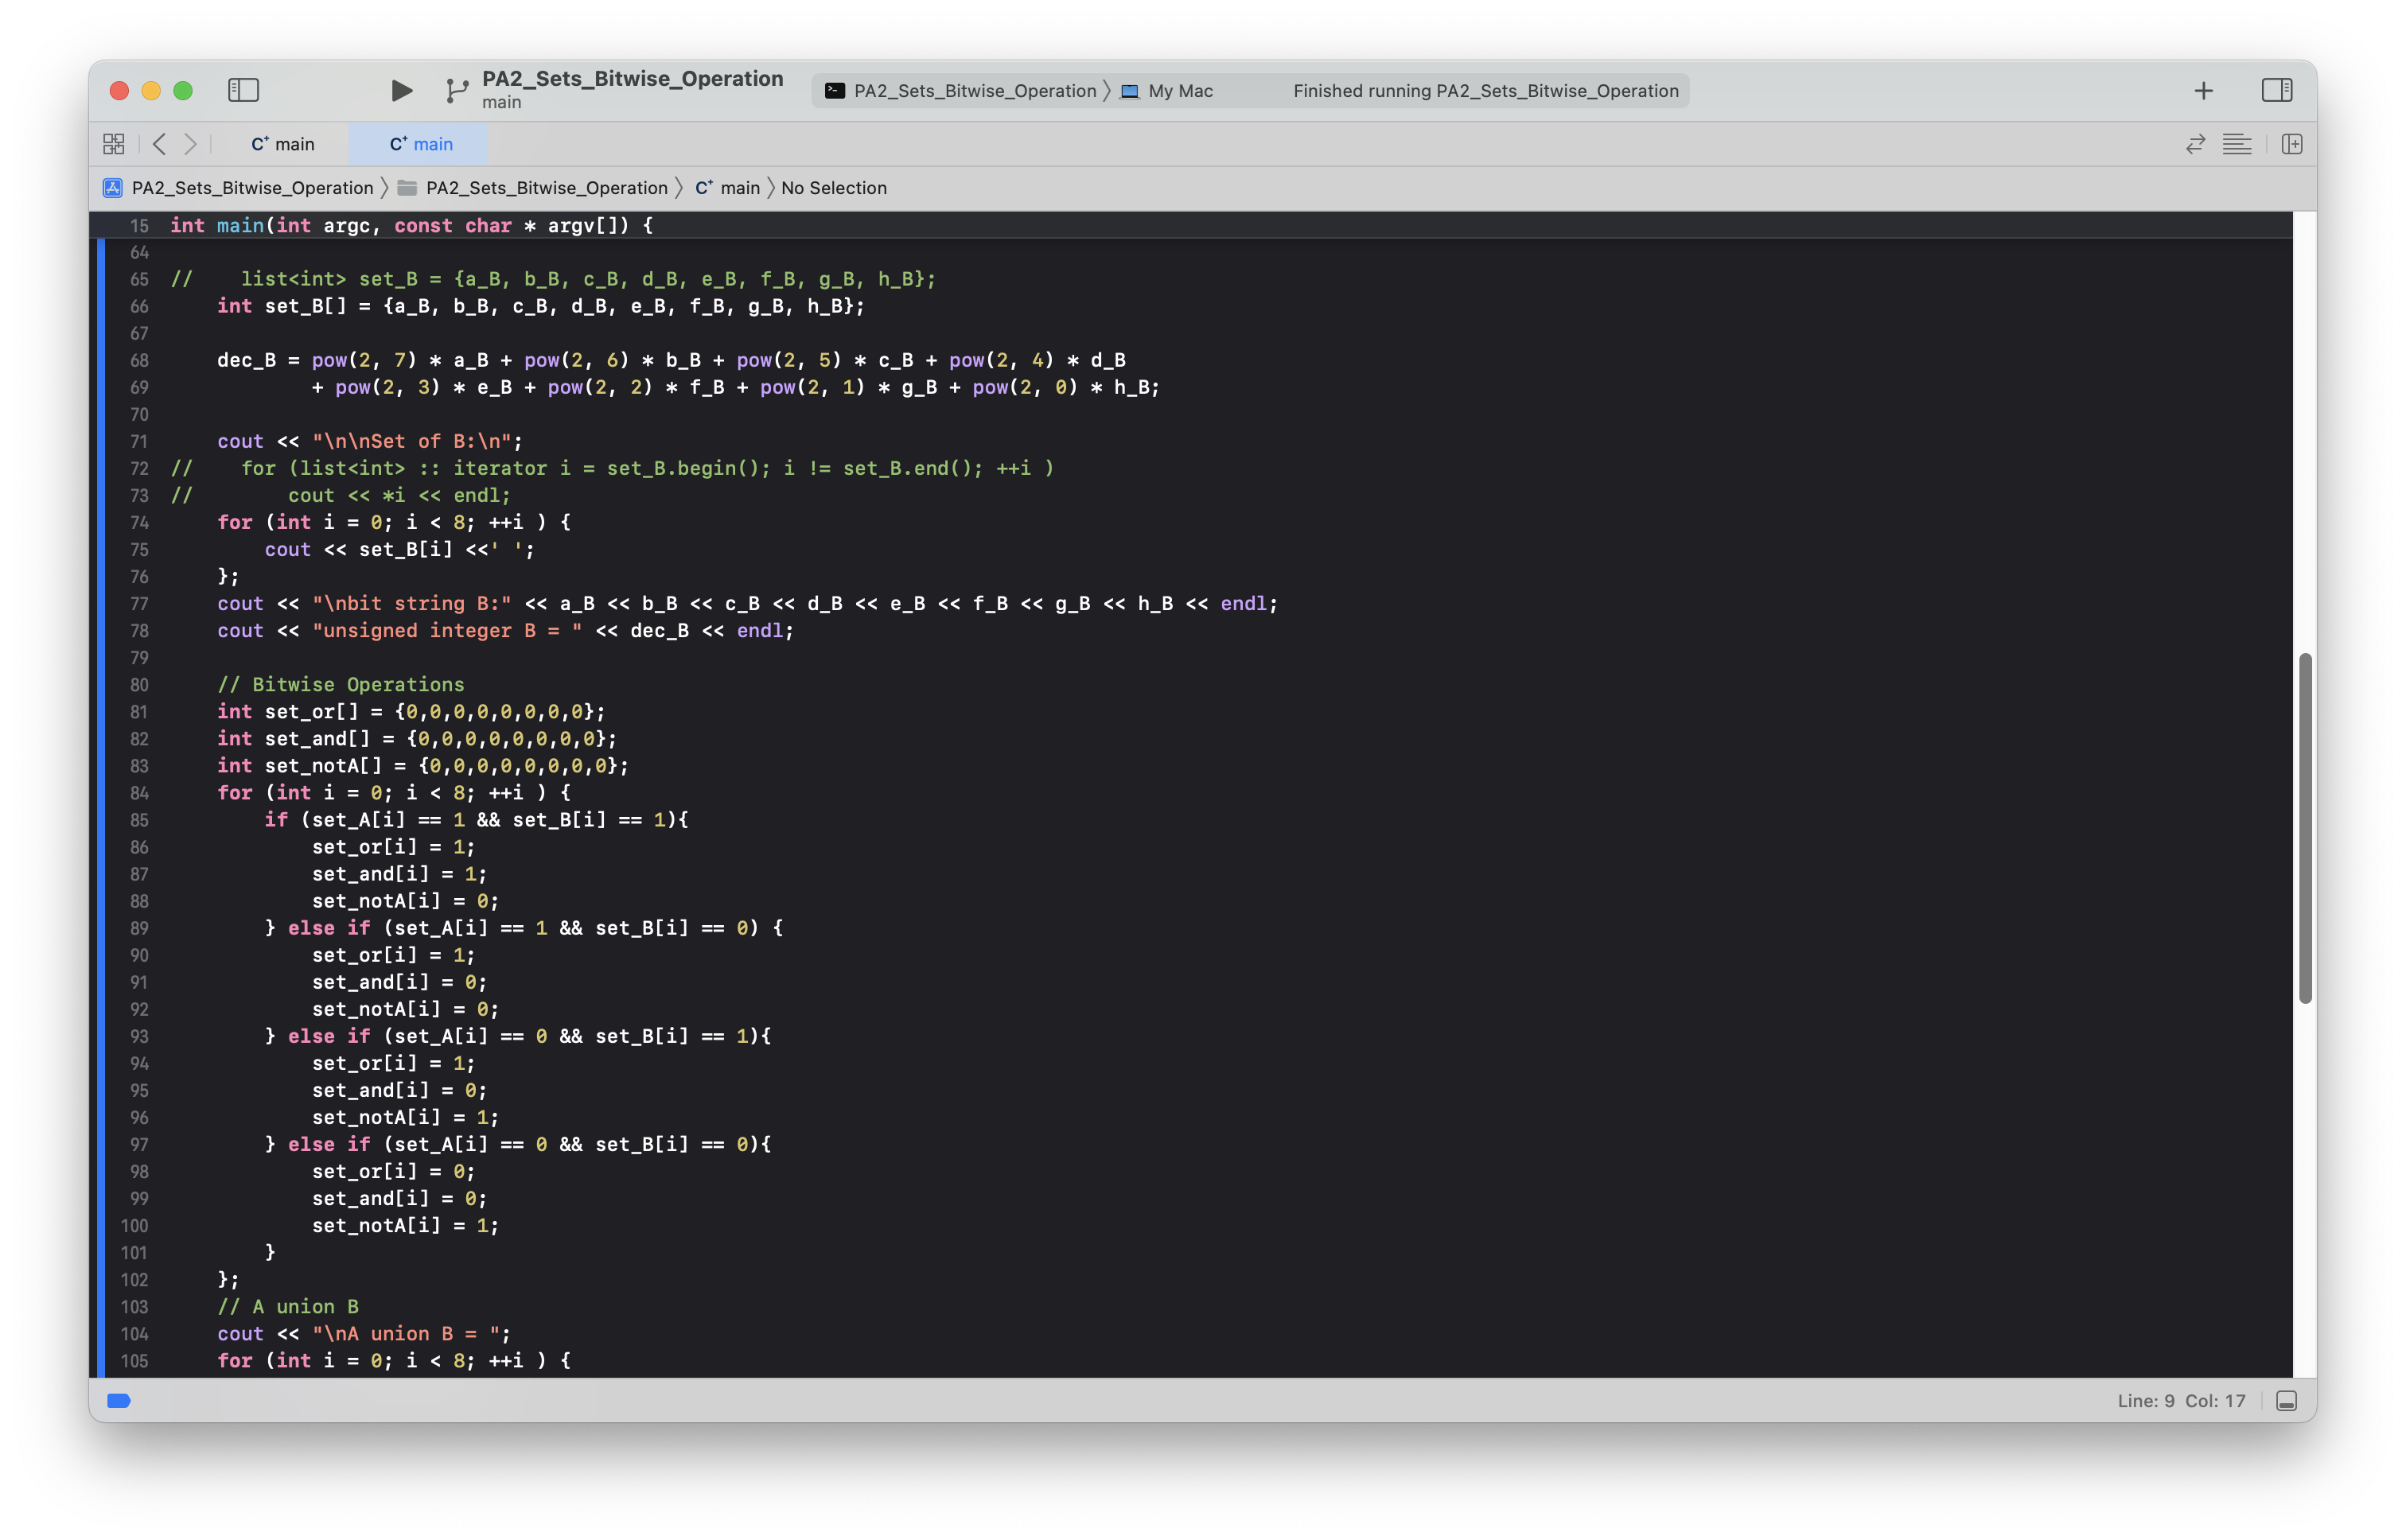 PA2_Sets_Bitwise_Operation
main
PA2_Sets_Bitwise_Operation 〉 My Mac Finished running PA2_Sets_Bitwise_Operation
C+ main C+ main
PA2_Sets_Bitwise_Operation 〉 PA2_Sets_Bitwise_Operation 〉 C+ main 〉 No Selection
15 int main(int argc, const char * argv[]) {
64
65 //    list<int> set_B = {a_B, b_B, c_B, d_B, e_B, f_B, g_B, h_B};
66     int set_B[] = {a_B, b_B, c_B, d_B, e_B, f_B, g_B, h_B};
67
68     dec_B = pow(2, 7) * a_B + pow(2, 6) * b_B + pow(2, 5) * c_B + pow(2, 4) * d_B
69             + pow(2, 3) * e_B + pow(2, 2) * f_B + pow(2, 1) * g_B + pow(2, 0) * h_B;
70
71     cout << "\n\nSet of B:\n";
72 //    for (list<int> :: iterator i = set_B.begin(); i != set_B.end(); ++i )
73 //        cout << *i << endl;
74     for (int i = 0; i < 8; ++i ) {
75         cout << set_B[i] <<' ';
76     };
77     cout << "\nbit string B:" << a_B << b_B << c_B << d_B << e_B << f_B << g_B << h_B << endl;
78     cout << "unsigned integer B = " << dec_B << endl;
79
80     // Bitwise Operations
81     int set_or[] = {0,0,0,0,0,0,0,0};
82     int set_and[] = {0,0,0,0,0,0,0,0};
83     int set_notA[] = {0,0,0,0,0,0,0,0};
84     for (int i = 0; i < 8; ++i ) {
85         if (set_A[i] == 1 && set_B[i] == 1){
86             set_or[i] = 1;
87             set_and[i] = 1;
88             set_notA[i] = 0;
89         } else if (set_A[i] == 1 && set_B[i] == 0) {
90             set_or[i] = 1;
91             set_and[i] = 0;
92             set_notA[i] = 0;
93         } else if (set_A[i] == 0 && set_B[i] == 1){
94             set_or[i] = 1;
95             set_and[i] = 0;
96             set_notA[i] = 1;
97         } else if (set_A[i] == 0 && set_B[i] == 0){
98             set_or[i] = 0;
99             set_and[i] = 0;
100             set_notA[i] = 1;
101         }
102     };
103     // A union B
104     cout << "\nA union B = ";
105     for (int i = 0; i < 8; ++i ) {
Line: 9 Col: 17